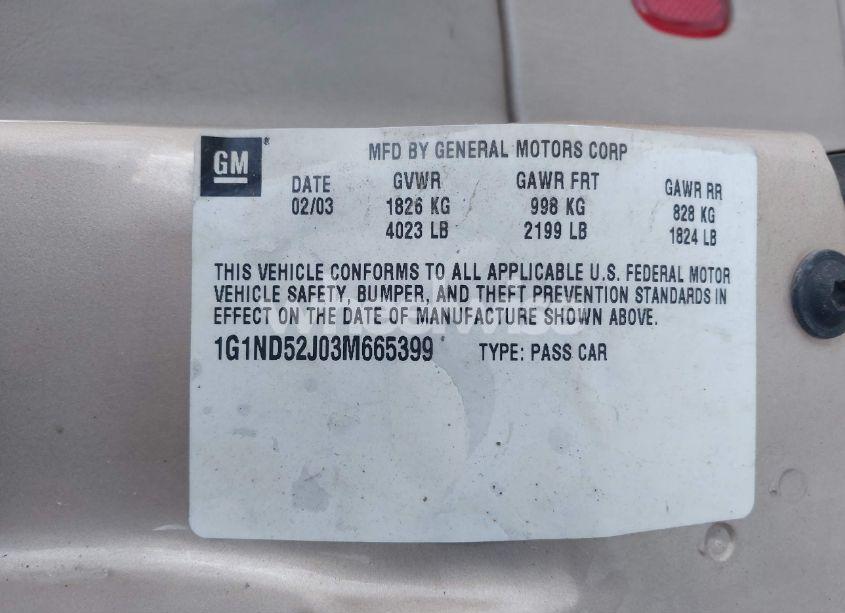 GM
MFD BY GENERAL MOTORS CORP
DATE GVWR GAWR FRT GAWR RR
02/03 1826 KG 998 KG 828 KG
4023 LB 2199 LB 1824 LB
THIS VEHICLE CONFORMS TO ALL APPLICABLE U.S. FEDERAL MOTOR
VEHICLE SAFETY, BUMPER, AND THEFT PREVENTION STANDARDS IN
EFFECT ON THE DATE OF MANUFACTURE SHOWN ABOVE.
1G1ND52J03M665399 TYPE: PASS CAR